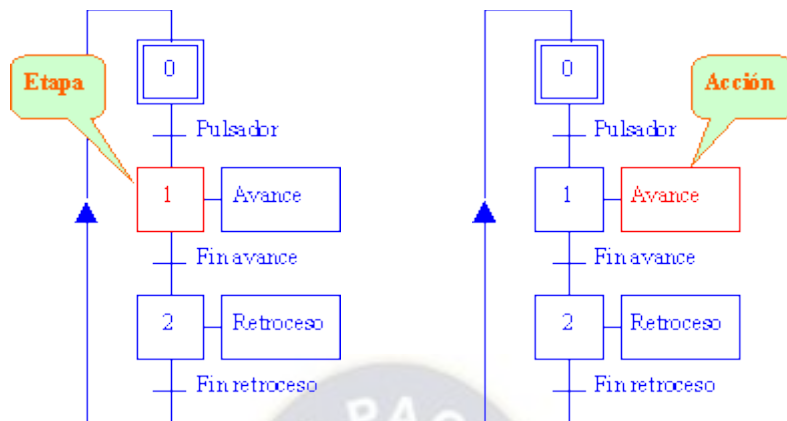 Etapa
0
Pulsador
1
Avance
Fin avance
2
Retroceso
Fin retroceso
Acción
0
Pulsador
1
Avance
Fin avance
2
Retroceso
Fin retroceso